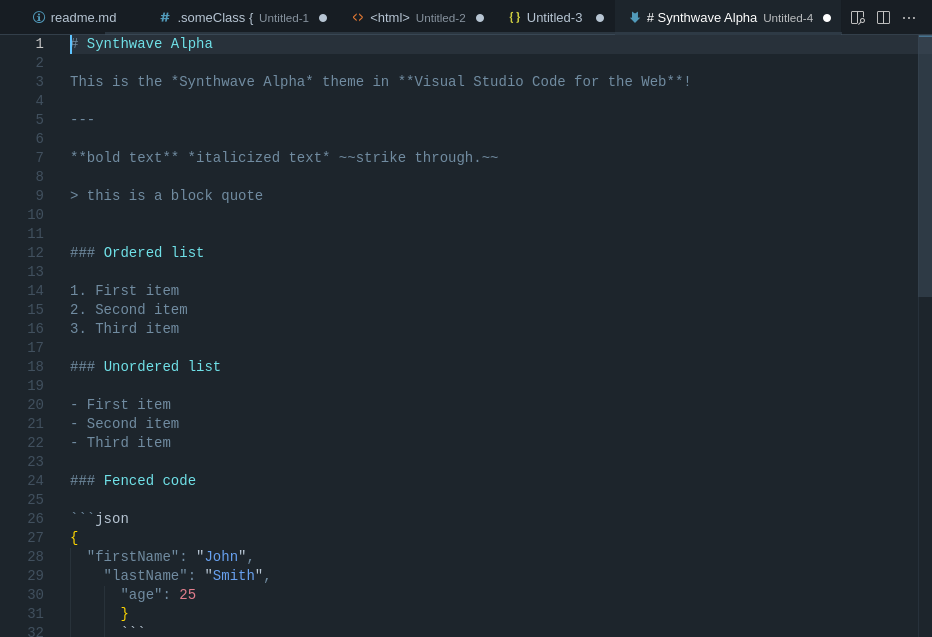 readme.md
# .someClass { Untitled-1
<> <html> Untitled-2
{} Untitled-3
# Synthwave Alpha Untitled-4
1 # Synthwave Alpha
2
3 This is the *Synthwave Alpha* theme in **Visual Studio Code for the Web**!
4
5 ---
6
7 **bold text** *italicized text* ~~strike through.~~
8
9 > this is a block quote
10
11
12 ### Ordered list
13
14 1. First item
15 2. Second item
16 3. Third item
17
18 ### Unordered list
19
20 - First item
21 - Second item
22 - Third item
23
24 ### Fenced code
25
26 ```json
27 {
28   "firstName": "John",
29     "lastName": "Smith",
30       "age": 25
31       }
32       ```